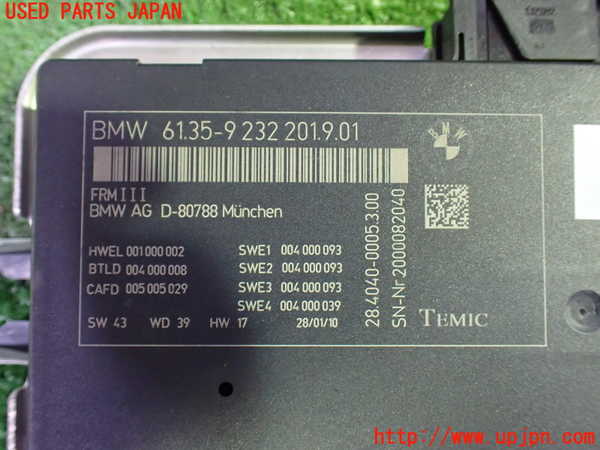 USED PARTS JAPAN
BMW 61.35-9 232 201.9.01
BMW
FRMIII
BMW AG D-80788 München
HWEL 001 000 002
BTLD 004 000 008
CAFD 005 005 029
SWE1 004 000 093
SWE2 004 000 093
SWE3 004 000 093
SWE4 004 000 039
SW 43 WD 39 HW 17 28/01/10
28.4040-0005.3.00
SN-Nr.2000082040
TEMIC
http://www.upjpn.com/